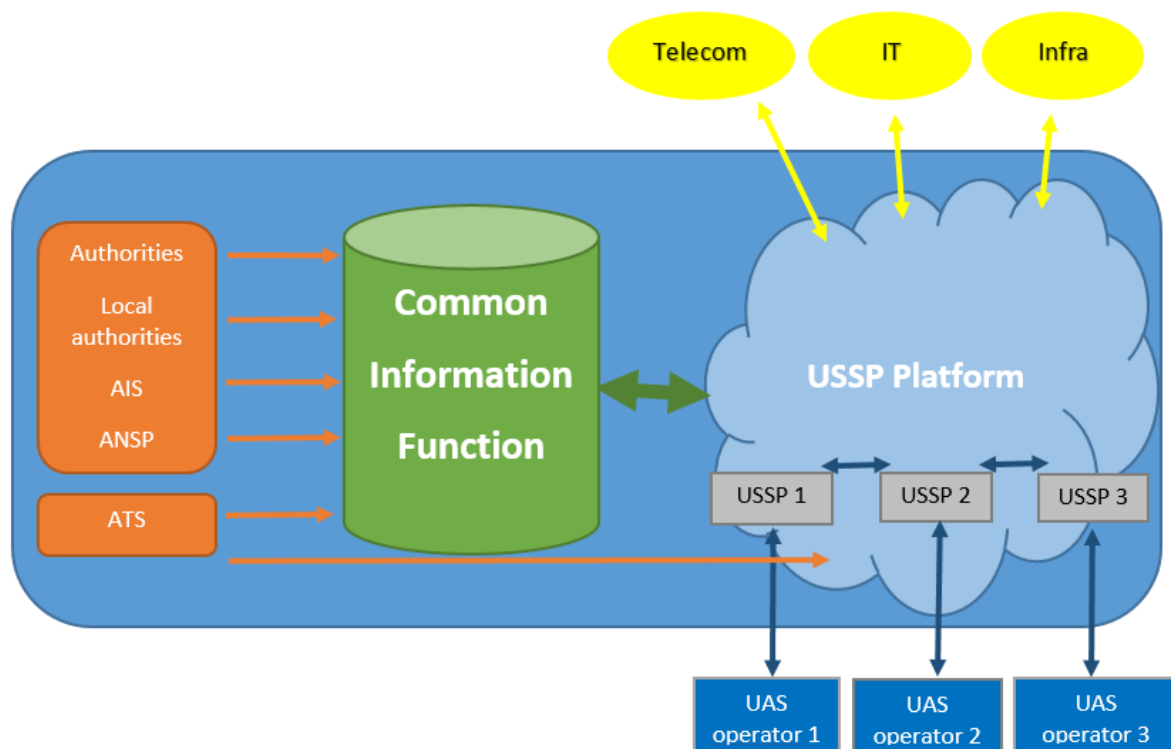 Telecom
IT
Infra
Authorities
Local
authorities
AIS
ANSP
ATS
Common
Information
Function
USSP Platform
USSP 1
USSP 2
USSP 3
UAS
operator 1
UAS
operator 2
UAS
operator 3